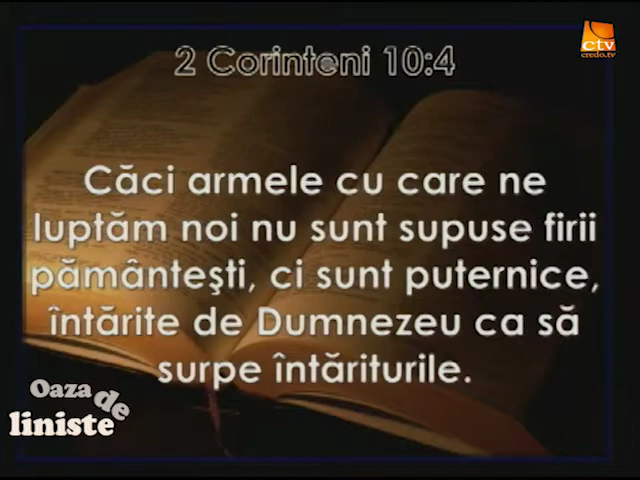 ctv
credo.tv
2 Corinteni 10:4
Căci armele cu care ne
luptăm noi nu sunt supuse firii
pământeşti, ci sunt puternice,
întărite de Dumnezeu ca să
surpe întăriturile.
Oaza de
liniste